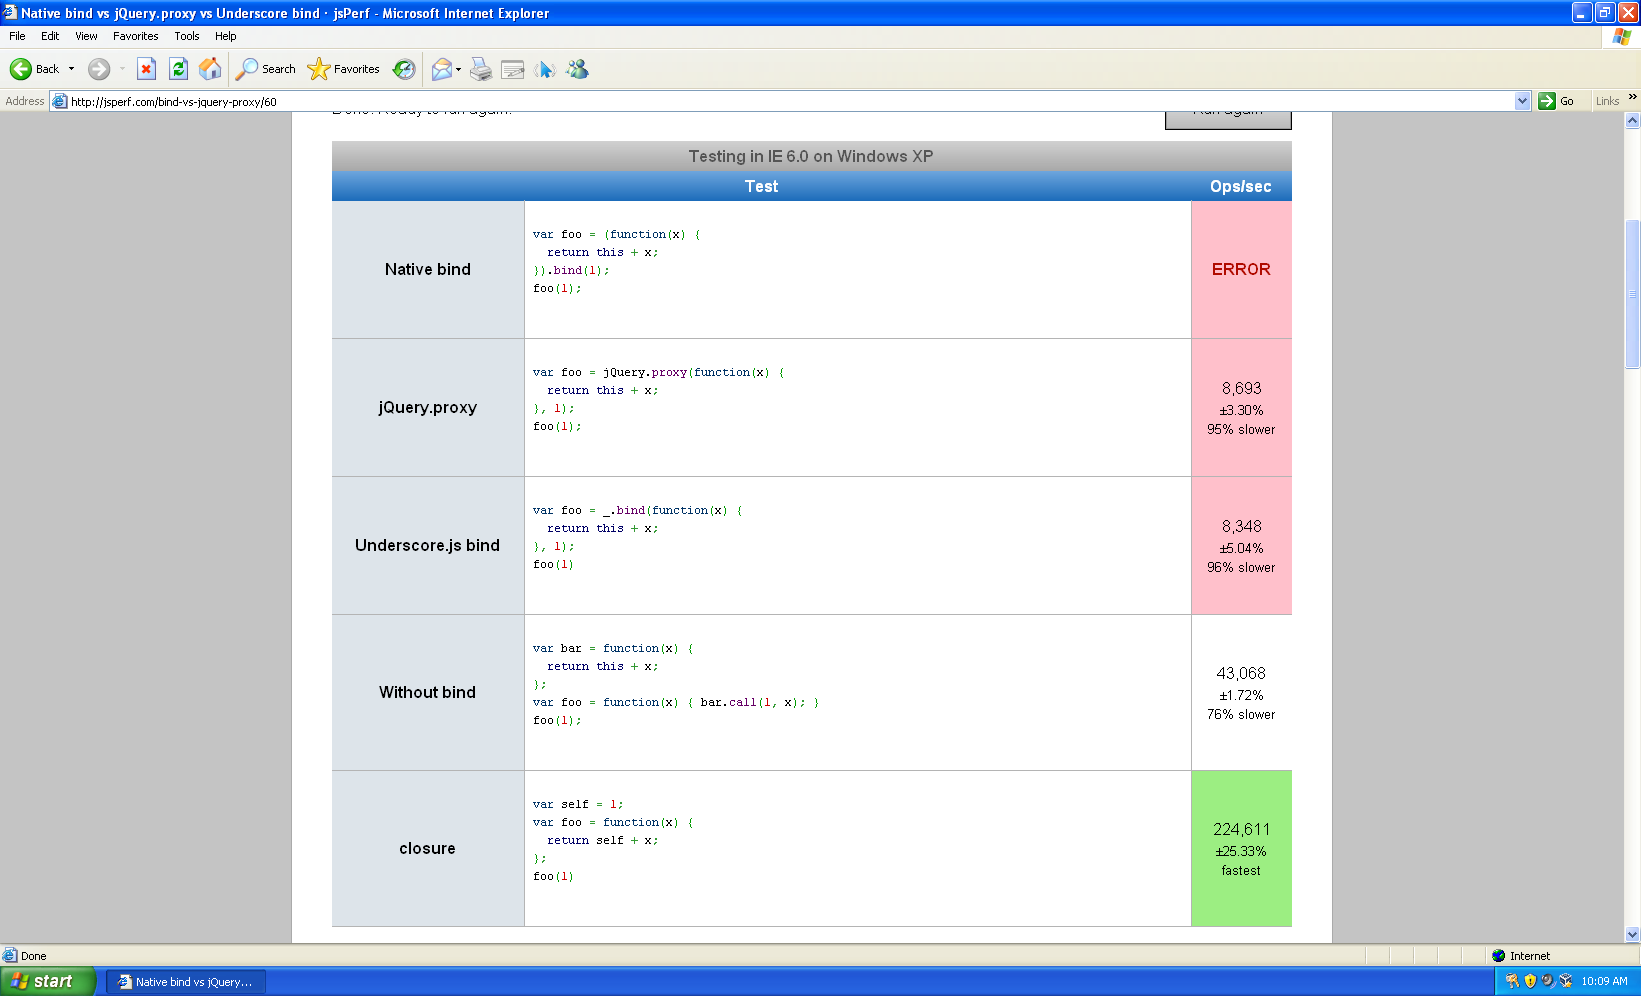 Native bind vs jQuery.proxy vs Underscore bind · jsPerf - Microsoft Internet Explorer
File Edit View Favorites Tools Help
Back Search Favorites
Address http://jsperf.com/bind-vs-jquery-proxy/60 Go Links »
Done. Ready to run again. Run again
Testing in IE 6.0 on Windows XP
Test Ops/sec
Native bind
var foo = (function(x) {
return this + x;
}).bind(1);
foo(1);
ERROR
jQuery.proxy
var foo = jQuery.proxy(function(x) {
return this + x;
}, 1);
foo(1);
8,693
±3.30%
95% slower
Underscore.js bind
var foo = _.bind(function(x) {
return this + x;
}, 1);
foo(1)
8,348
±5.04%
96% slower
Without bind
var bar = function(x) {
return this + x;
};
var foo = function(x) { bar.call(1, x); }
foo(1);
43,068
±1.72%
76% slower
closure
var self = 1;
var foo = function(x) {
return self + x;
};
foo(1)
224,611
±25.33%
fastest
Done Internet
start Native bind vs jQuery... 10:09 AM